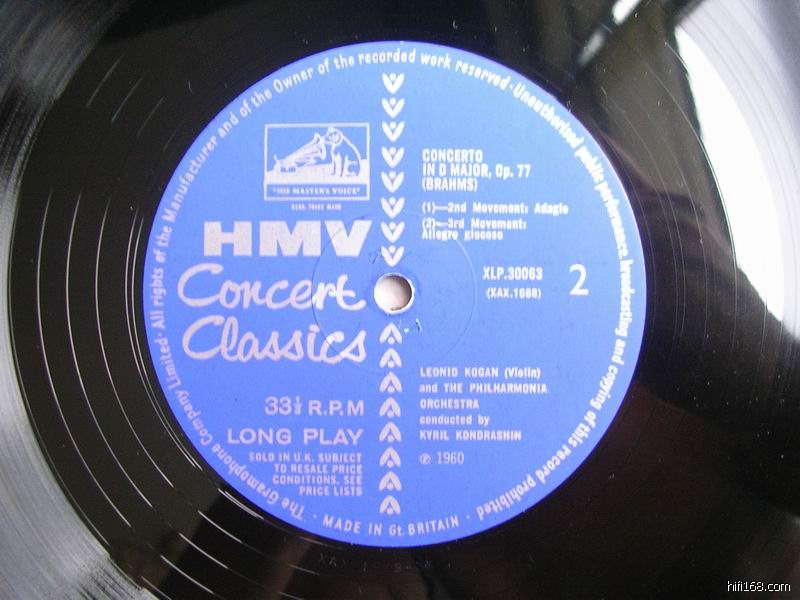 The Gramophone Company Limited · All rights of the Manufacturer and of the Owner of the recorded work reserved · Unauthorised public performance, broadcasting and copying of this record prohibited
"HIS MASTER'S VOICE"
REGD. TRADE MARK
HMV
Concert
Classics
33⅓ R.P.M
LONG PLAY
SOLD IN U.K. SUBJECT
TO RESALE PRICE
CONDITIONS, SEE
PRICE LISTS
CONCERTO
IN D MAJOR, Op. 77
(BRAHMS)
(1)—2nd Movement: Adagio
(2)—3rd Movement:
Allegro giocoso
XLP.30063
(XAX.1668)
2
LEONID KOGAN (Violin)
and THE PHILHARMONIA
ORCHESTRA
conducted by
KYRIL KONDRASHIN
℗ 1960
· MADE IN Gt. BRITAIN ·
hifi168.com